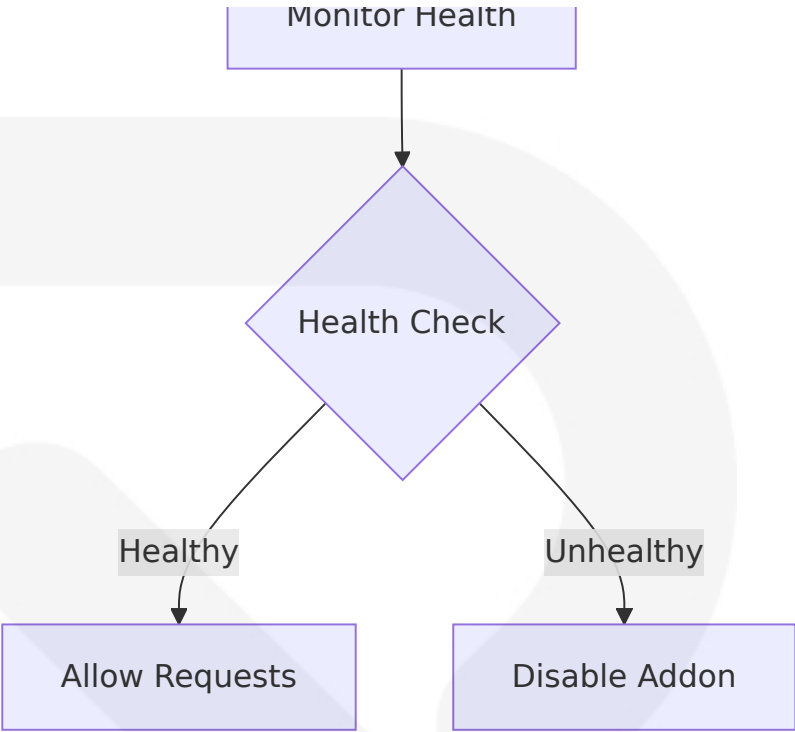 Monitor Health
Health Check
Healthy
Unhealthy
Allow Requests
Disable Addon